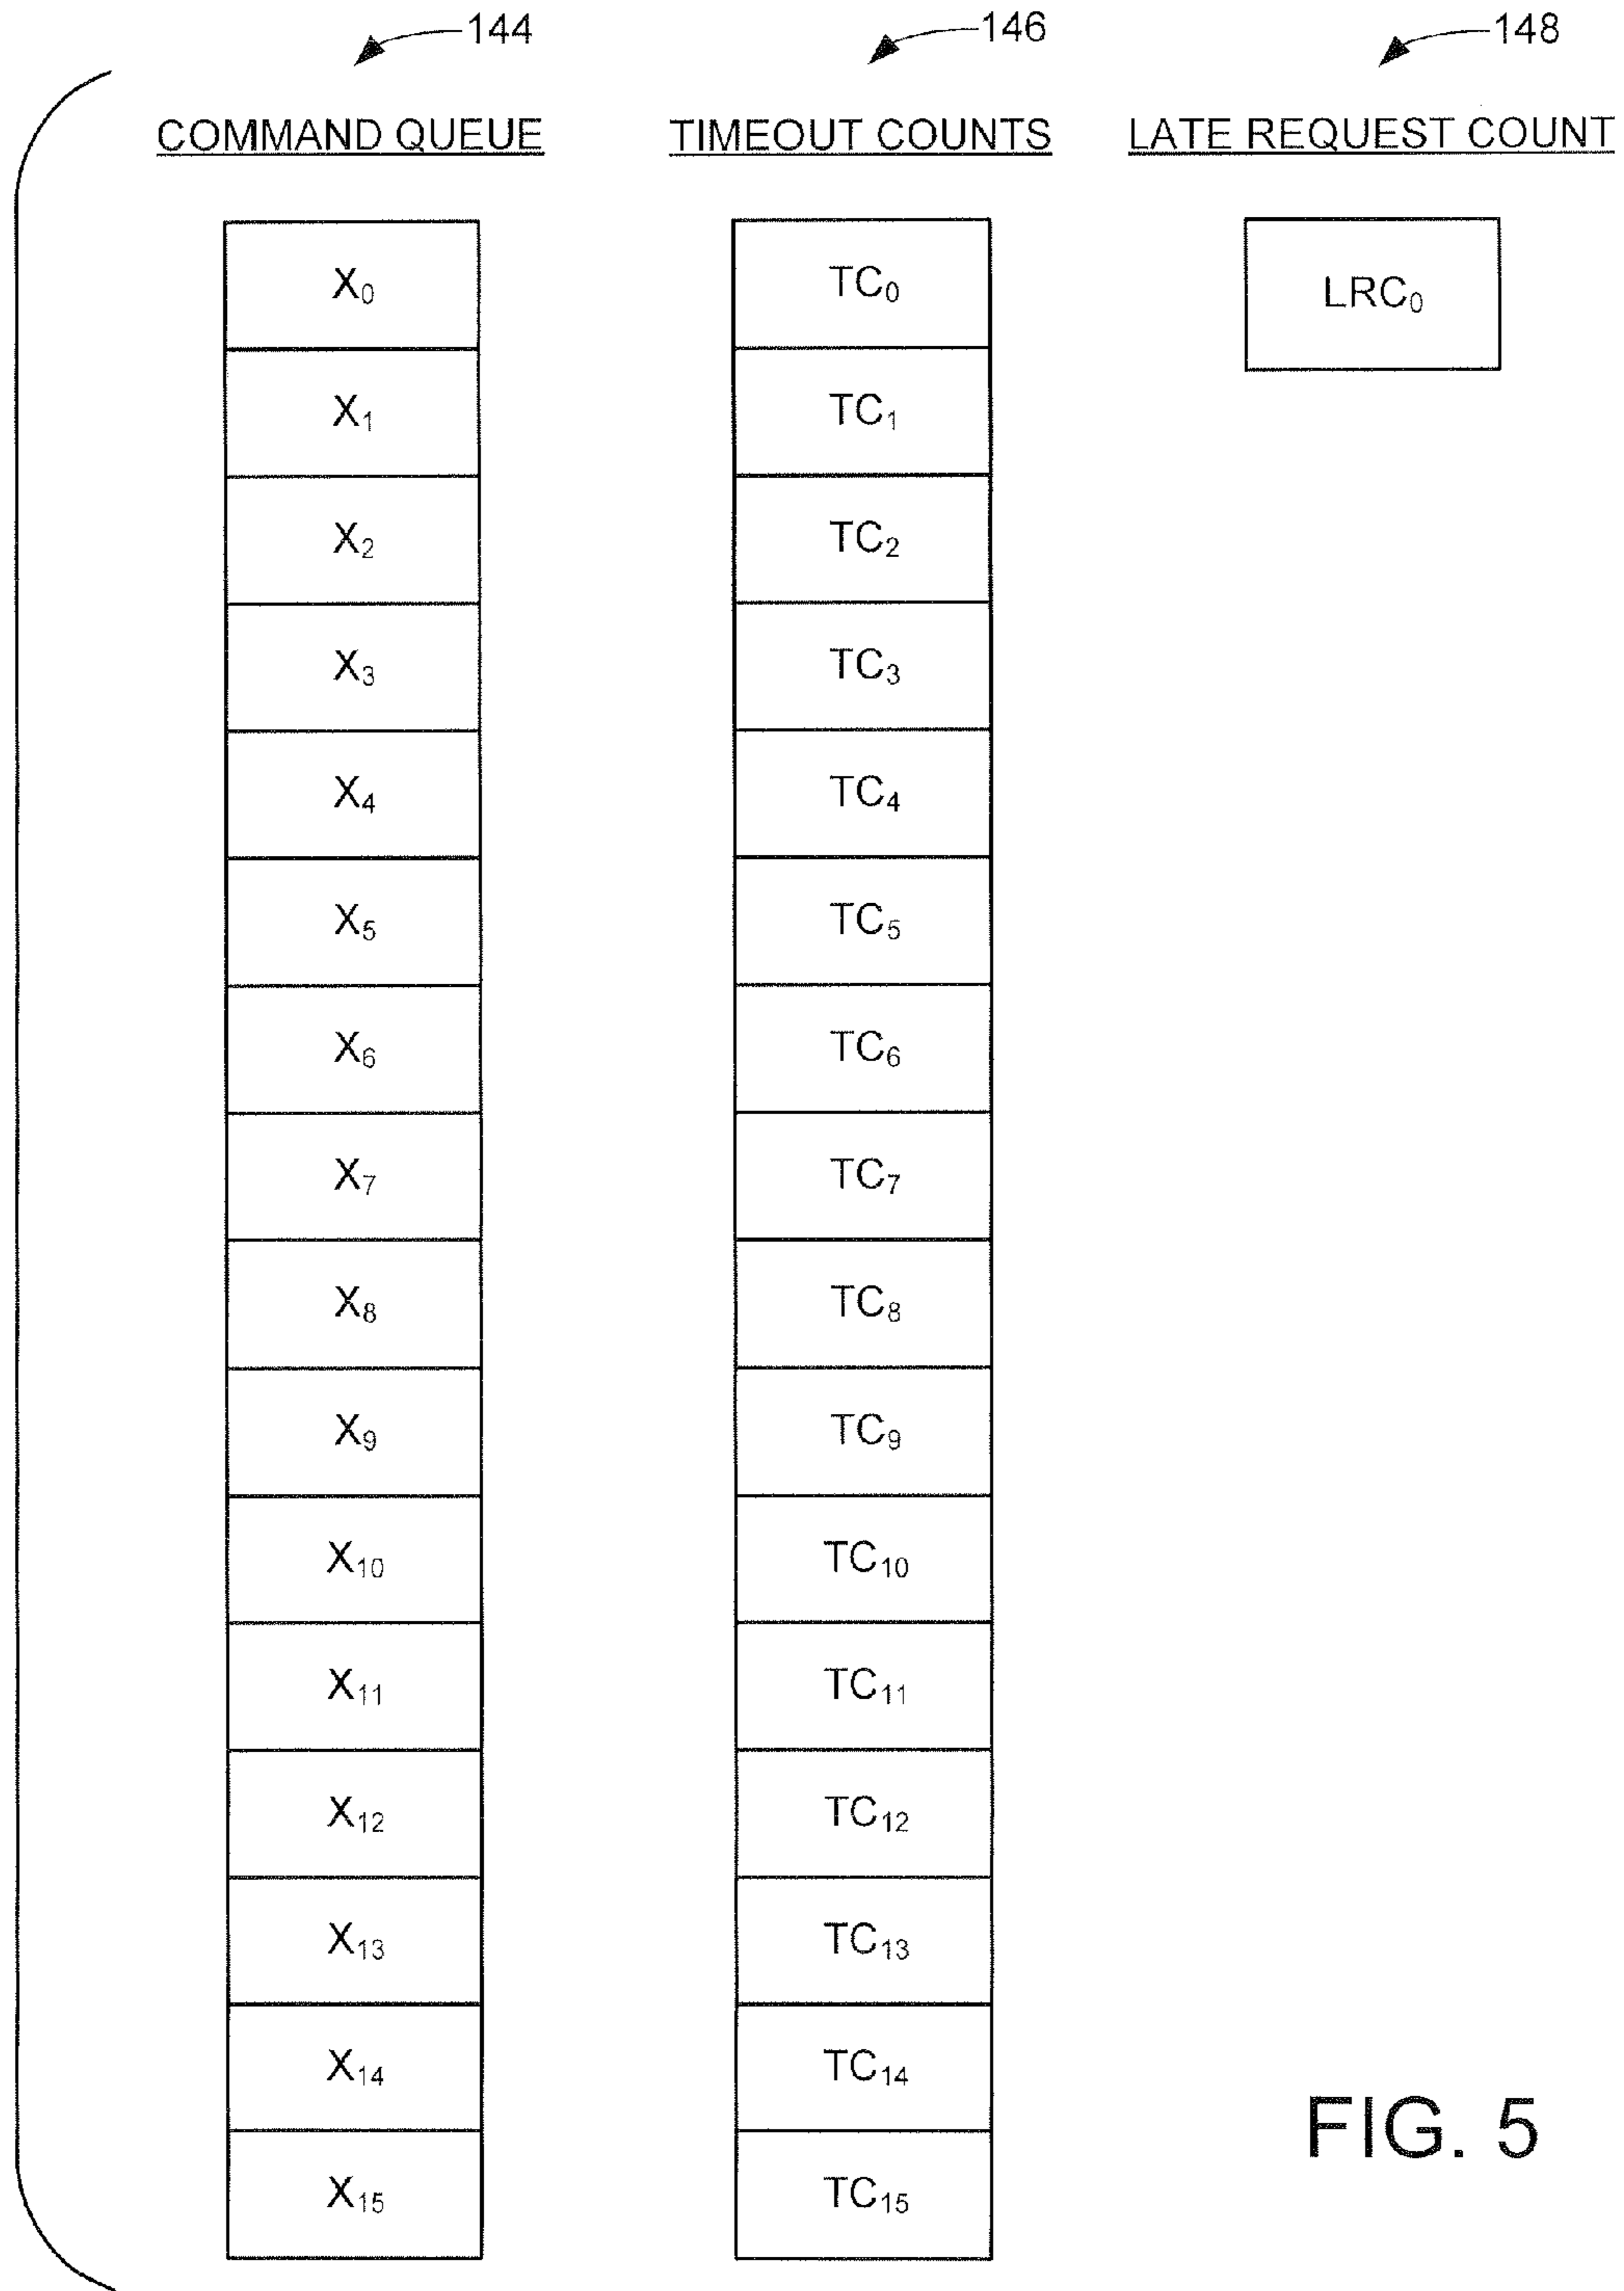 144 146 148
COMMAND QUEUE TIMEOUT COUNTS LATE REQUEST COUNT
X₀ TC₀ LRC₀
X₁ TC₁
X₂ TC₂
X₃ TC₃
X₄ TC₄
X₅ TC₅
X₆ TC₆
X₇ TC₇
X₈ TC₈
X₉ TC₉
X₁₀ TC₁₀
X₁₁ TC₁₁
X₁₂ TC₁₂
X₁₃ TC₁₃
X₁₄ TC₁₄
X₁₅ TC₁₅
FIG. 5